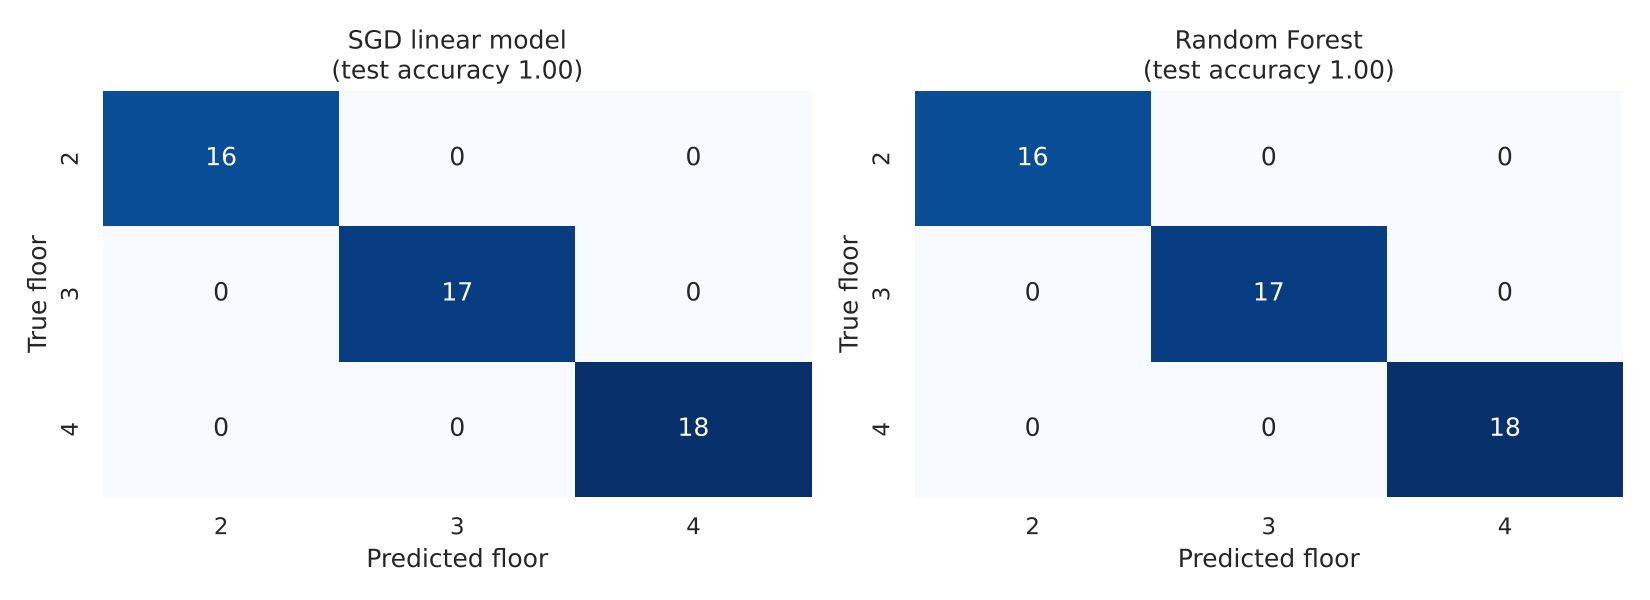 SGD linear model
(test accuracy 1.00)
True floor
2
16 0 0
3
0 17 0
4
0 0 18
2 3 4
Predicted floor
Random Forest
(test accuracy 1.00)
True floor
2
16 0 0
3
0 17 0
4
0 0 18
2 3 4
Predicted floor